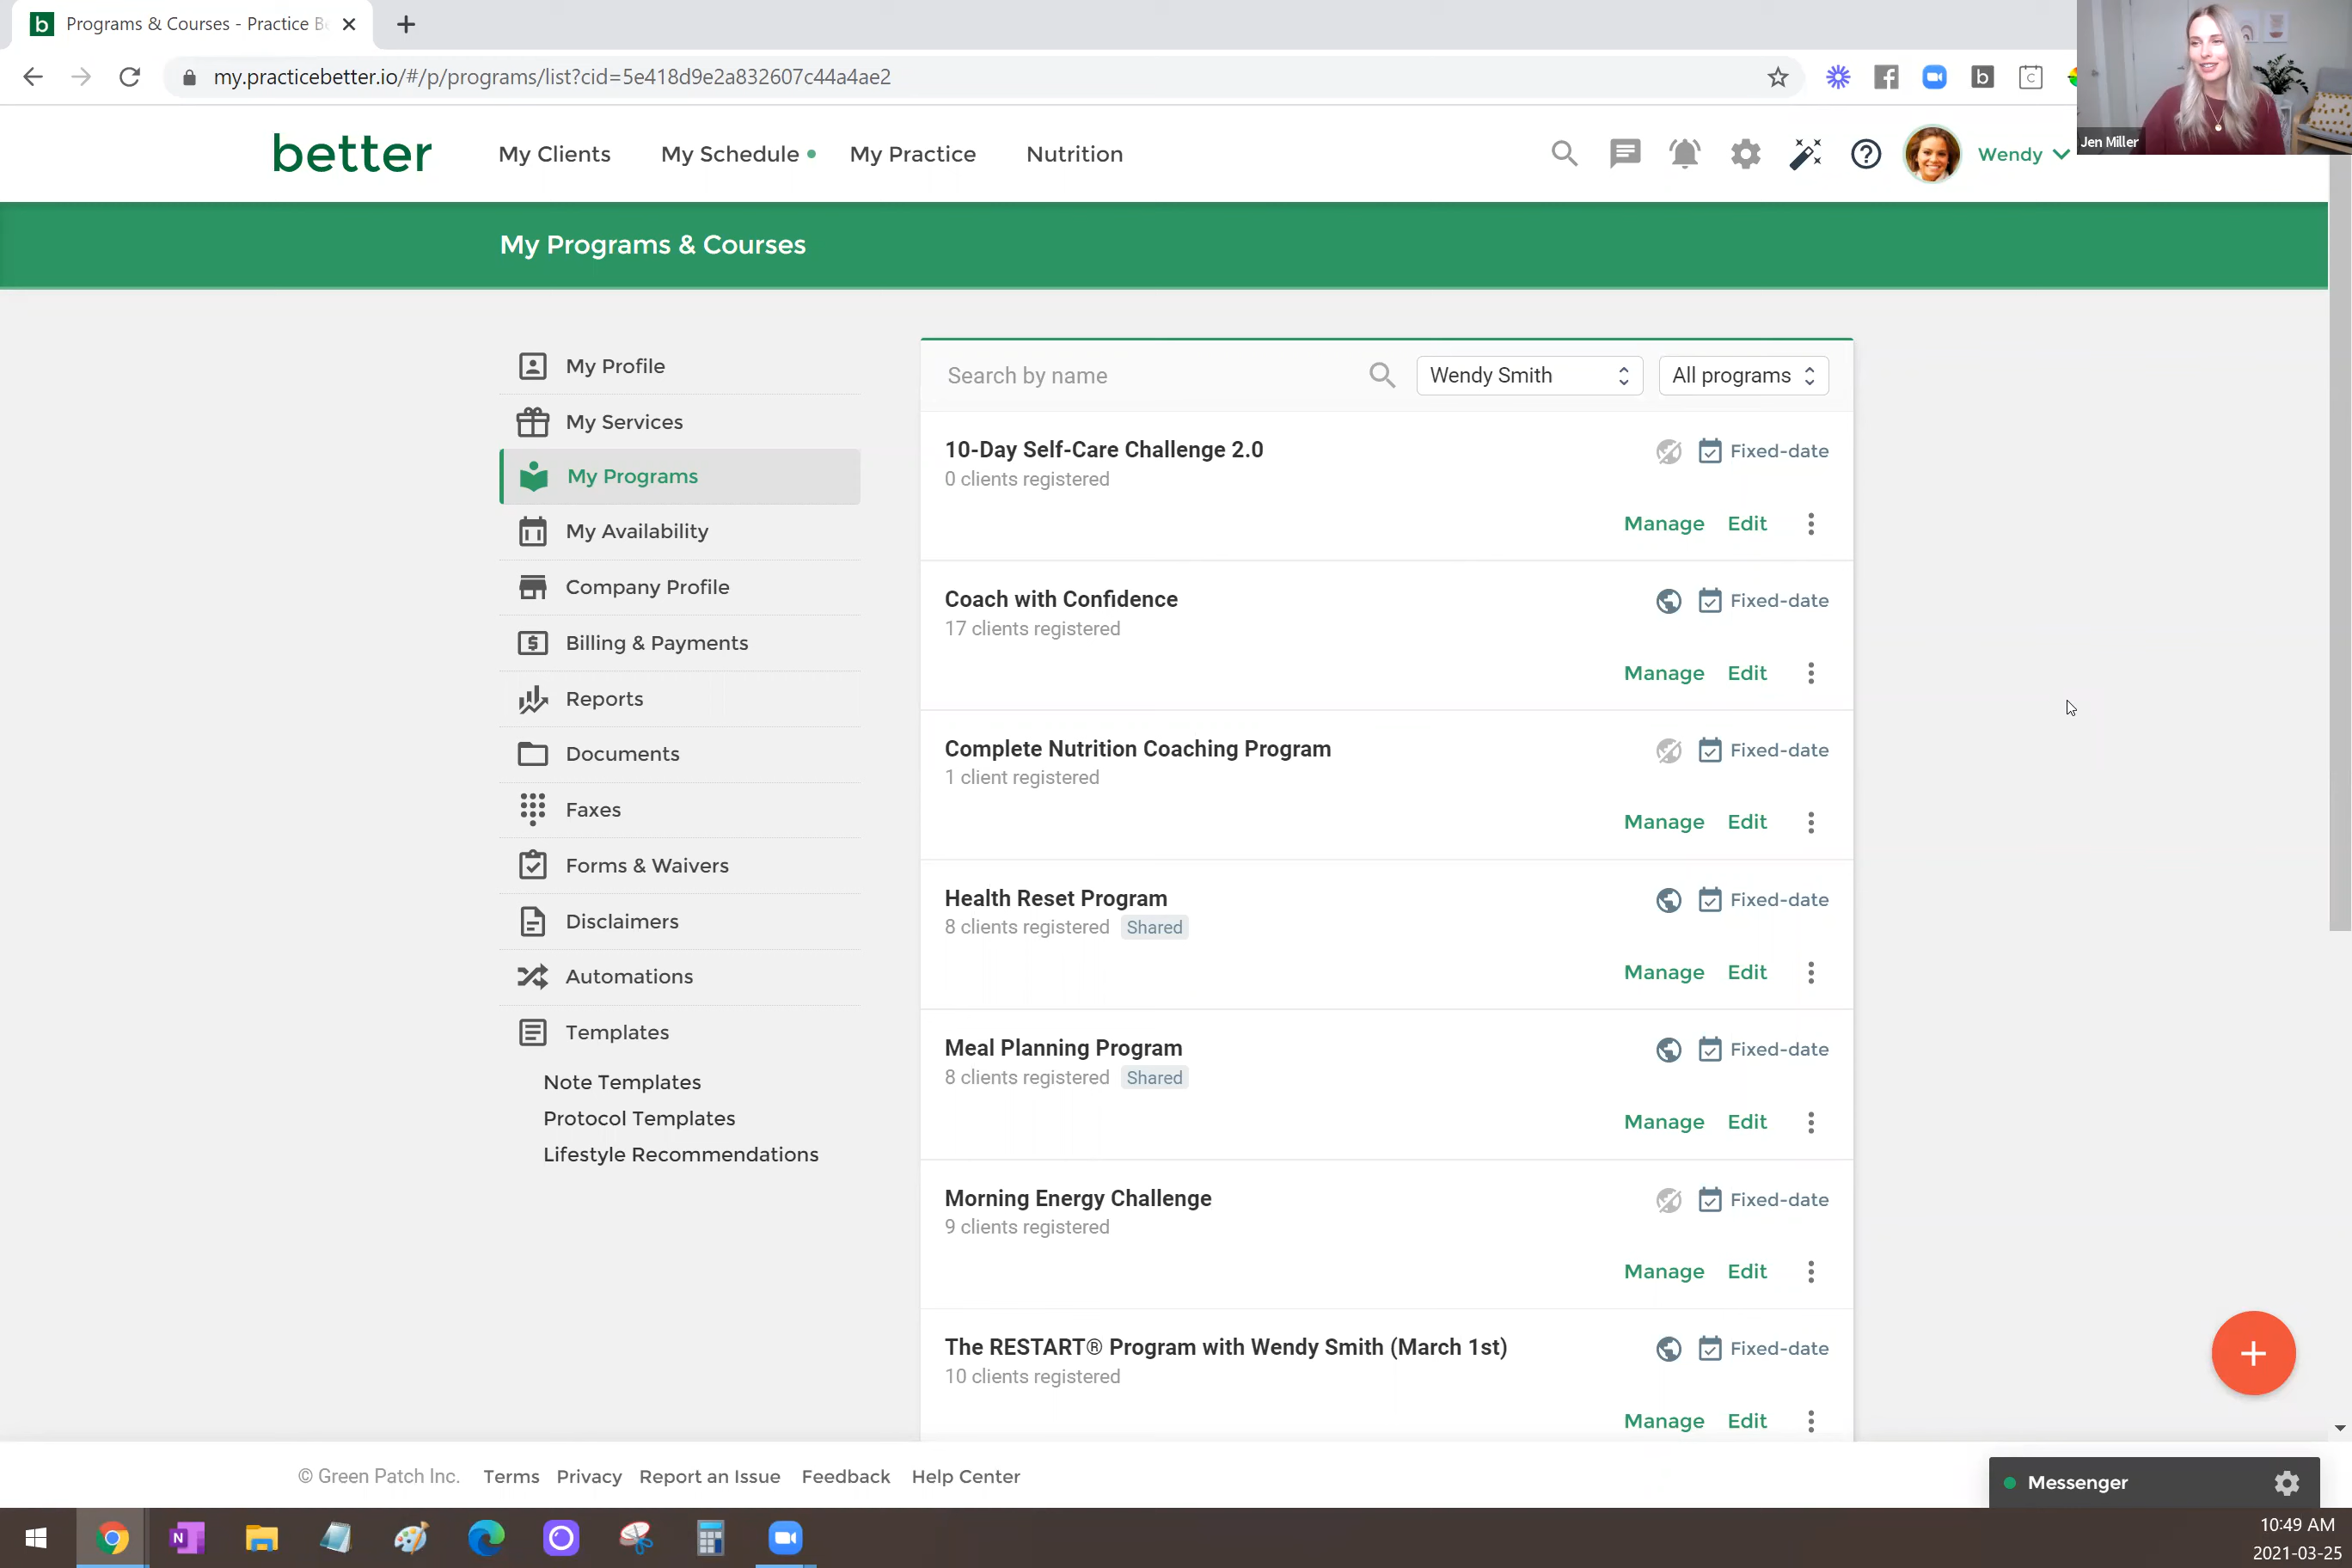 Programs & Courses - Practice Be
my.practicebetter.io/#/p/programs/list?cid=5e418d9e2a832607c44a4ae2
Jen Miller
better
My Clients
My Schedule
My Practice
Nutrition
Wendy
My Programs & Courses
My Profile
My Services
My Programs
My Availability
Company Profile
Billing & Payments
Reports
Documents
Faxes
Forms & Waivers
Disclaimers
Automations
Templates
Note Templates
Protocol Templates
Lifestyle Recommendations
Search by name
Wendy Smith
All programs
10-Day Self-Care Challenge 2.0
Fixed-date
0 clients registered
Manage Edit
Coach with Confidence
Fixed-date
17 clients registered
Manage Edit
Complete Nutrition Coaching Program
Fixed-date
1 client registered
Manage Edit
Health Reset Program
Fixed-date
8 clients registered Shared
Manage Edit
Meal Planning Program
Fixed-date
8 clients registered Shared
Manage Edit
Morning Energy Challenge
Fixed-date
9 clients registered
Manage Edit
The RESTART® Program with Wendy Smith (March 1st)
Fixed-date
10 clients registered
Manage Edit
© Green Patch Inc. Terms Privacy Report an Issue Feedback Help Center
Messenger
10:49 AM
2021-03-25